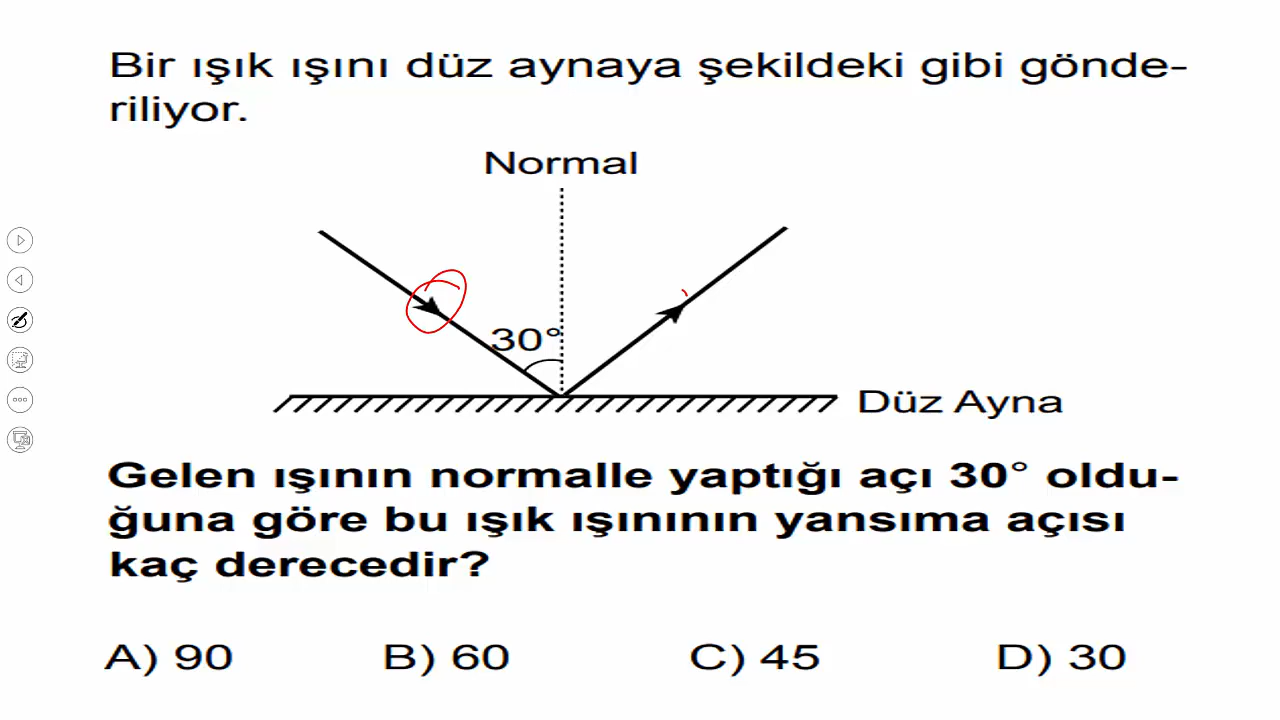 Bir ışık ışını düz aynaya şekildeki gibi gönde-
riliyor.
Normal
30°
Düz Ayna
Gelen ışının normalle yaptığı açı 30° oldu-
ğuna göre bu ışık ışınının yansıma açısı
kaç derecedir?
A) 90 B) 60 C) 45 D) 30